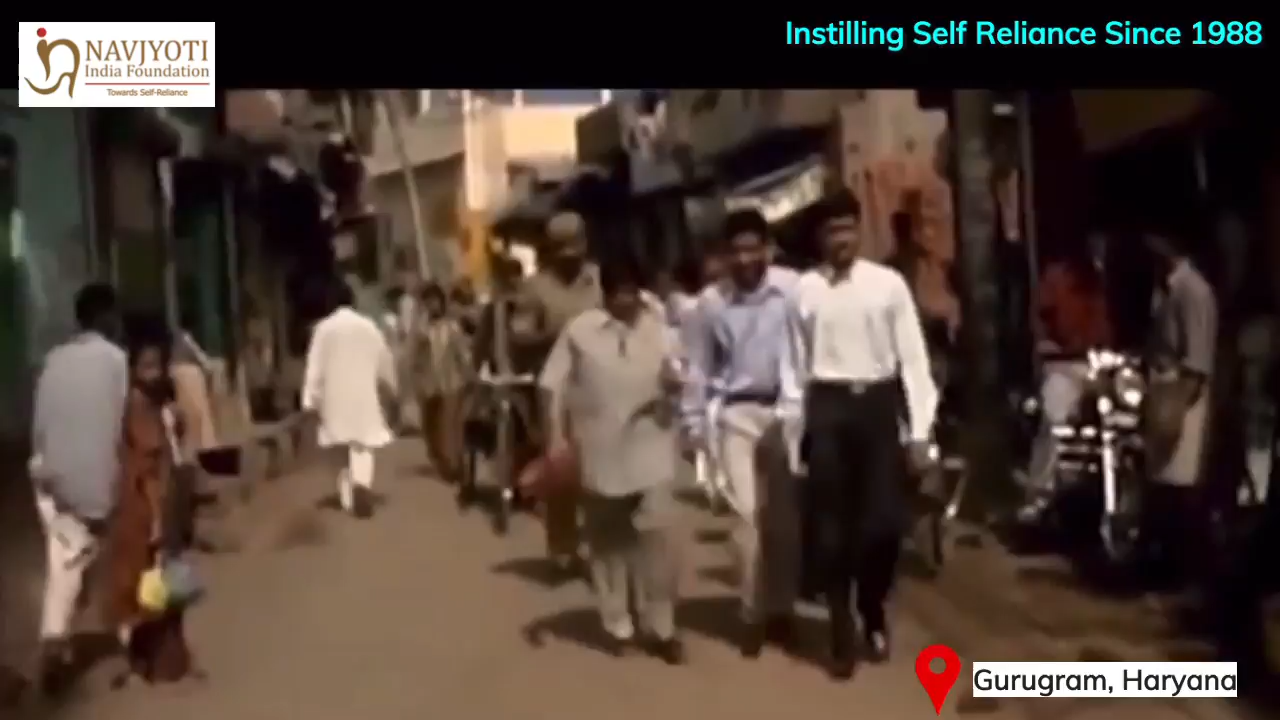 NAVJYOTI
India Foundation
Towards Self-Reliance
Instilling Self Reliance Since 1988
Gurugram, Haryana